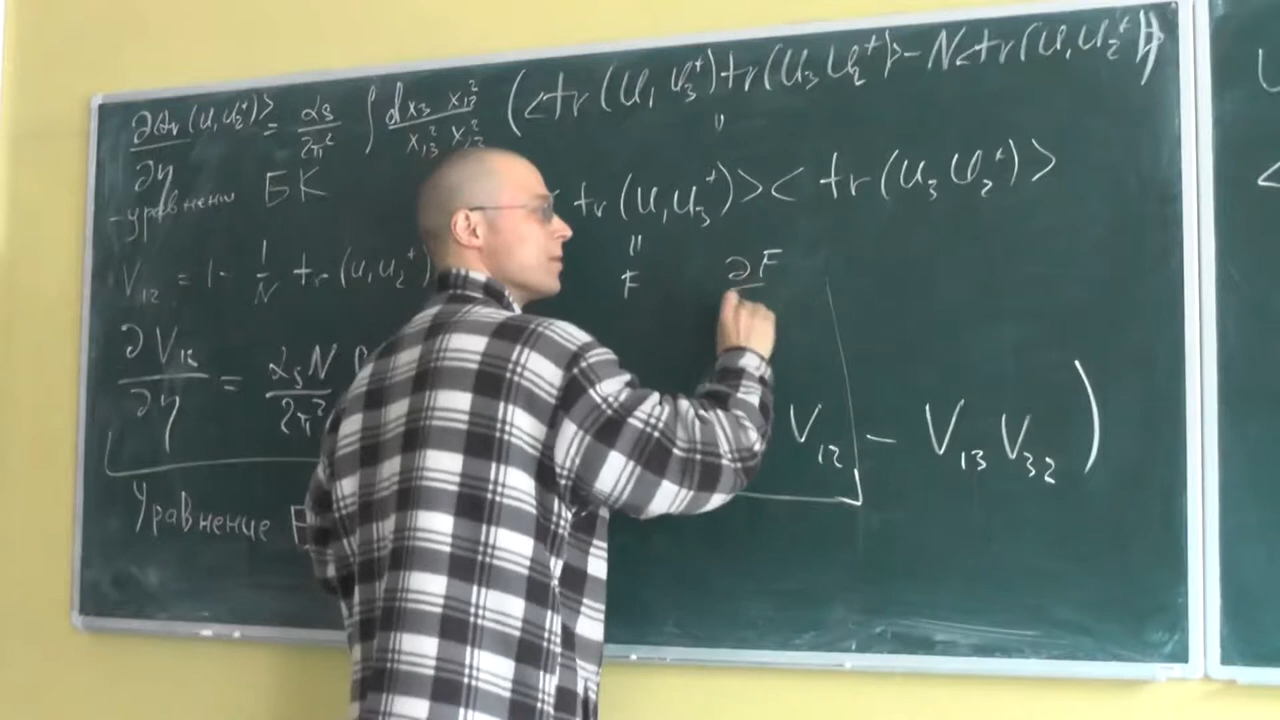 ∂<tr(U₁U₂⁺)>/∂η = αs/2π² ∫ dx₃ x₁₂²/x₁₃² x₂₃² (<tr(U₁U₃⁺)tr(U₃U₂⁺)> - N<tr(U₁U₂⁺)>)
"
- уравнени БК
tr(U₁U₃⁺)><tr(U₃U₂⁺)>
"
V₁₂ = 1 - 1/N tr(U₁U₂⁺)
F
∂F
∂V₁₂/∂η = αsN/2π²
V₁₂ - V₁₃V₃₂)
Уравнение